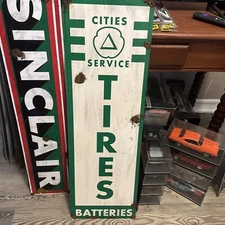 SINCLAIR
CITIES
SERVICE
TIRES
BATTERIES